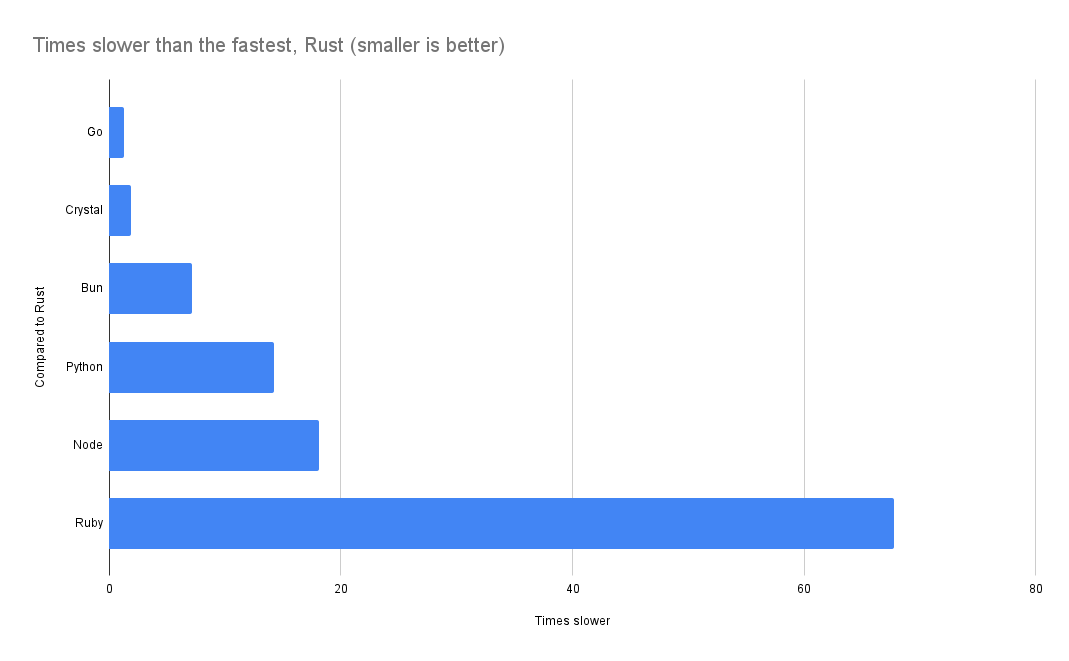 Times slower than the fastest, Rust (smaller is better)
Compared to Rust
Go
Crystal
Bun
Python
Node
Ruby
0 20 40 60 80
Times slower